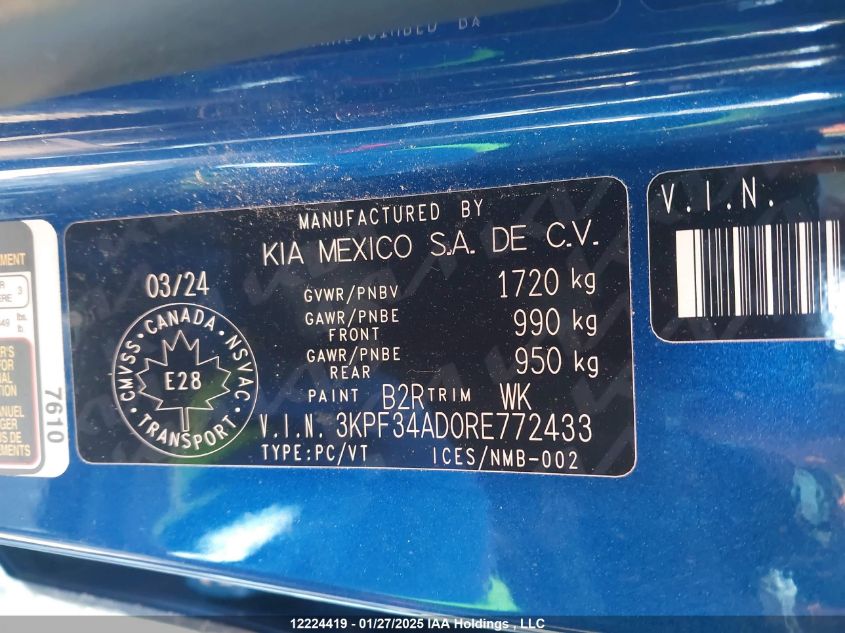 MANUFACTURED BY
KIA MEXICO S.A. DE C.V.
03/24
GVWR/PNBV 1720 kg
GAWR/PNBE FRONT 990 kg
GAWR/PNBE REAR 950 kg
PAINT B2R TRIM WK
V.I.N. 3KPF34AD0RE772433
TYPE:PC/VT ICES/NMB-002
CMVSS · CANADA · NSVAC
E28
TRANSPORT
V.I.N.
7610
12224419 - 01/27/2025 IAA Holdings , LLC